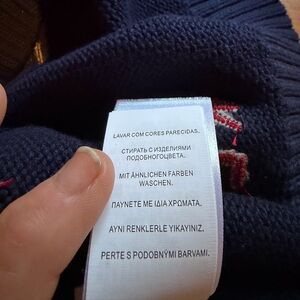 LAVAR COM CORES PARECIDAS.
СТИРАТЬ С ИЗДЕЛИЯМИ
ПОДОБНОГОЦВЕТА.
MIT ÄHNLICHEN FARBEN
WASCHEN.
ΠΛΥΝΕΤΕ ΜΕ ΙΔΙΑ ΧΡΩΜΑΤΑ.
AYNI RENKLERLE YIKAYINIZ.
PERTE S PODOBNÝMI BARVAMI.